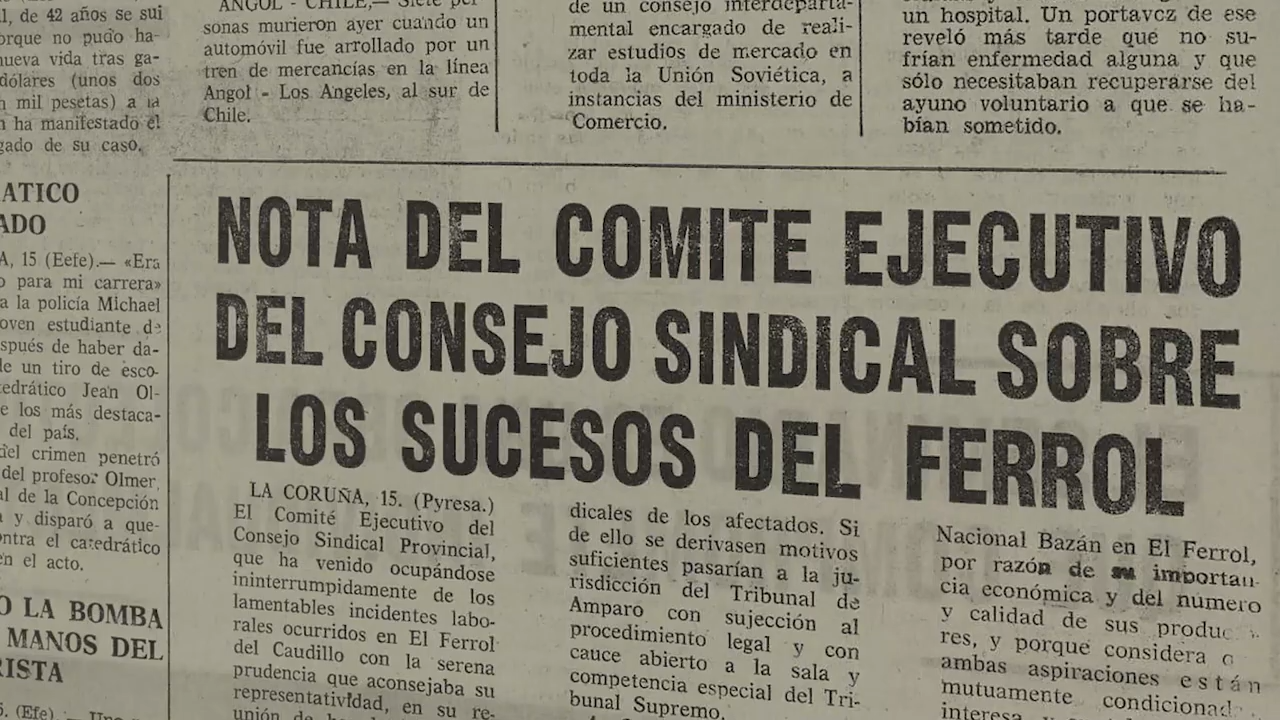 l, de 42 años se sui
orque no pudo ha-
nueva vida tras ga-
dólares (unos dos
n mil pesetas) a la
n ha manifestado el
gado de su caso.
ATICO
ADO
A, 15 (Eefe).— «Era
o para mi carrera»
a la policía Michael
oven estudiante de
spués de haber da-
de un tiro de esco-
tedrático Jean Ol-
e los más destaca-
del país.
del crimen penetró
del profesor Olmer,
al de la Concepción
a y disparó a que-
ontra el catedrático
en el acto.
O LA BOMBA
MANOS DEL
RISTA
5. (Efe).— Uno
ANGOL - CHILE,— Siete per-
sonas murieron ayer cuando un
automóvil fue arrollado por un
tren de mercancías en la línea
Angol - Los Angeles, al sur de
Chile.
de un consejo interdeparta-
mental encargado de reali-
zar estudios de mercado en
toda la Unión Soviética, a
instancias del ministerio de
Comercio.
un hospital. Un portavoz de ese
reveló más tarde que no su-
frían enfermedad alguna y que
sólo necesitaban recuperarse del
ayuno voluntario a que se ha-
bían sometido.
NOTA DEL COMITE EJECUTIVO
DEL CONSEJO SINDICAL SOBRE
LOS SUCESOS DEL FERROL
LA CORUÑA, 15. (Pyresa.)
El Comité Ejecutivo del
Consejo Sindical Provincial,
que ha venido ocupándose
ininterrumpidamente de los
lamentables incidentes labo-
rales ocurridos en El Ferrol
del Caudillo con la serena
prudencia que aconsejaba su
representatividad, en su re-
unión de
dicales de los afectados. Si
de ello se derivasen motivos
suficientes pasarían a la ju-
risdicción del Tribunal de
Amparo con sujección al
procedimiento legal y con
cauce abierto a la sala y
competencia especial del Tri-
bunal Supremo.
Nacional Bazán en El Ferrol,
por razón de su importan-
cia económica y del número
y calidad de sus produc
res, y porque considera
ambas aspiraciones están
mutuamente condicionad
interesa